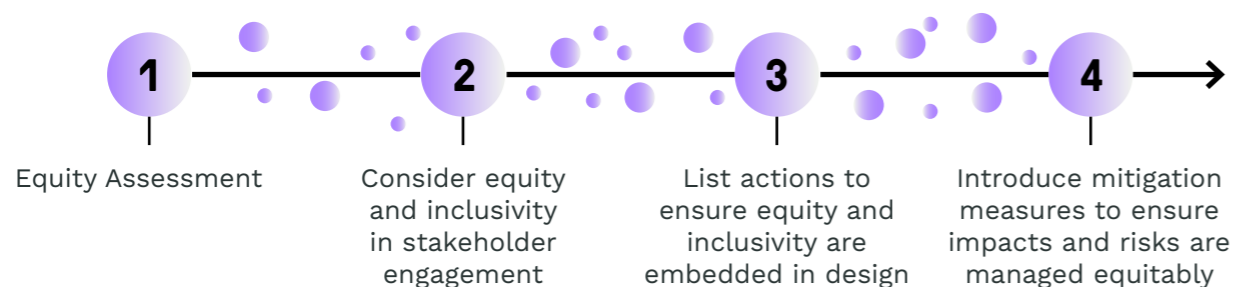 1
2
3
4
Equity Assessment
Consider equity
and inclusivity
in stakeholder
engagement
List actions to
ensure equity and
inclusivity are
embedded in design
Introduce mitigation
measures to ensure
impacts and risks are
managed equitably